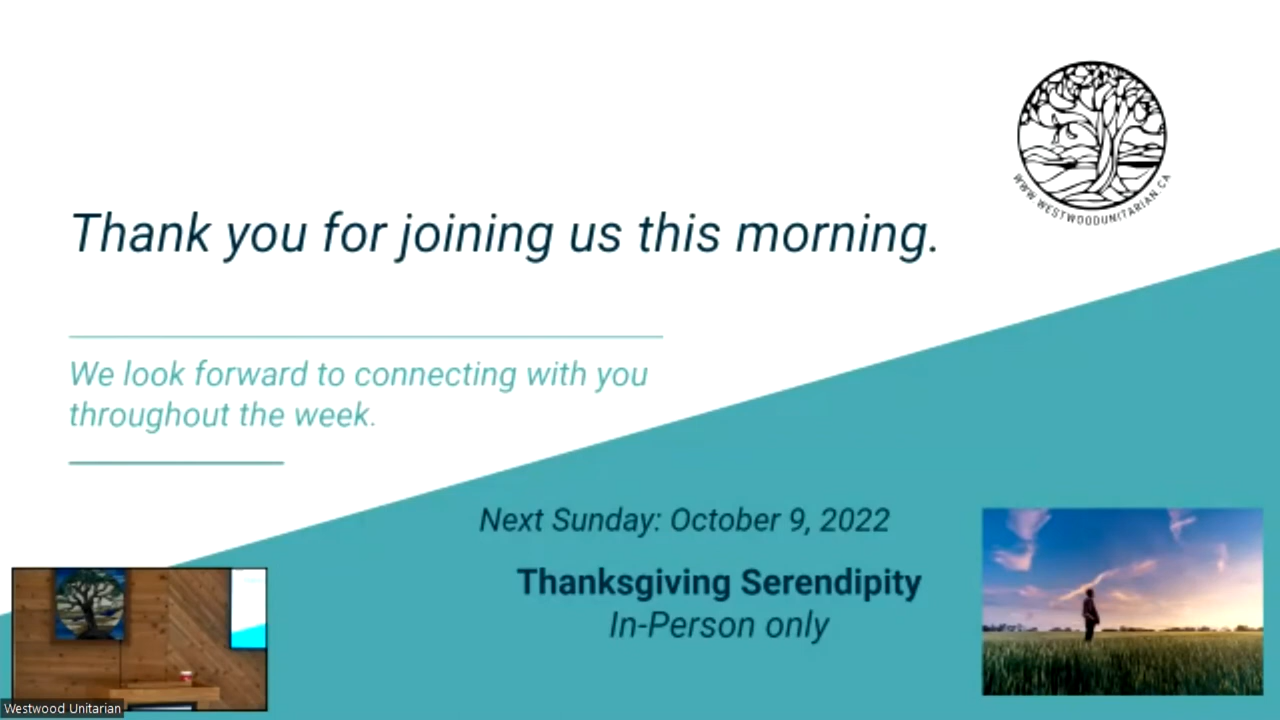 WWW.WESTWOODUNITARIAN.CA
Thank you for joining us this morning.
We look forward to connecting with you
throughout the week.
Next Sunday: October 9, 2022
Thanksgiving Serendipity
In-Person only
Westwood Unitarian